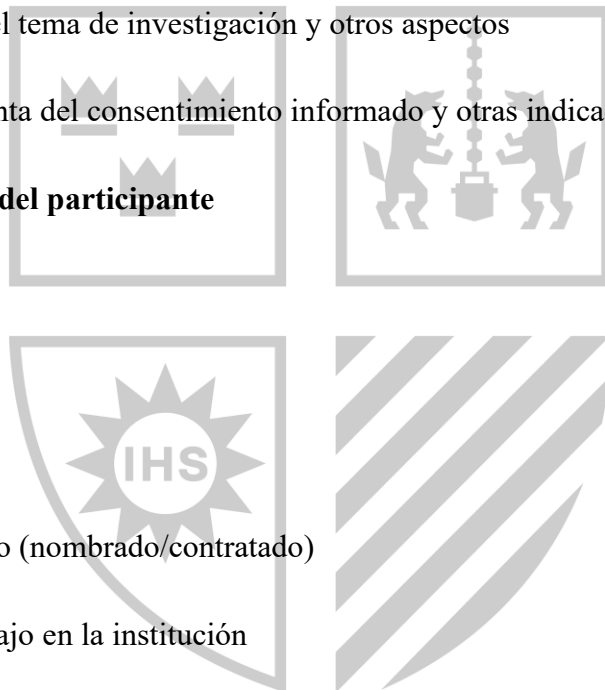 l tema de investigación y otros aspectos
nta del consentimiento informado y otras indica
del participante
IHS
o (nombrado/contratado)
ajo en la institución